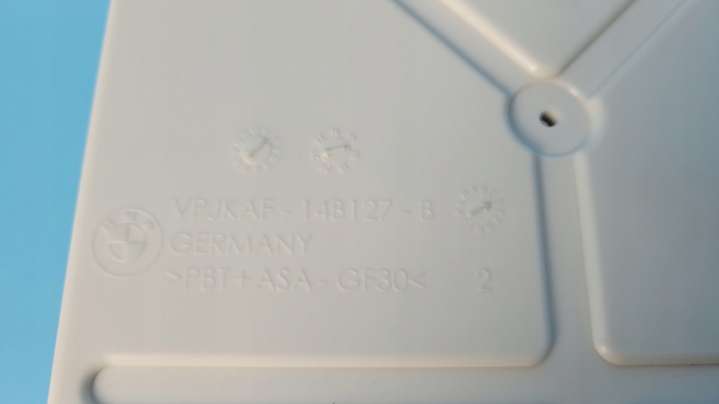 VPJKAF - 14B127 - B
GERMANY
>PBT+ASA - GF30<
2